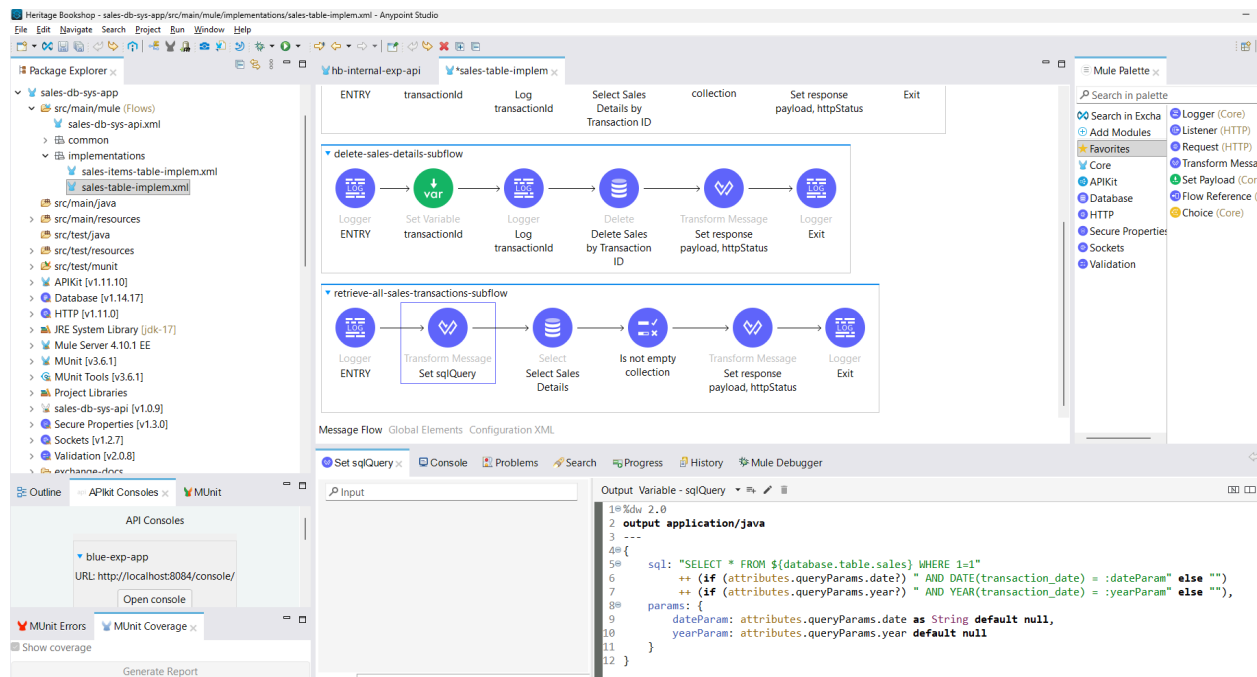 Heritage Bookshop - sales-db-sys-app/src/main/mule/implementations/sales-table-implem.xml - Anypoint Studio
File Edit Navigate Search Project Run Window Help
Package Explorer
sales-db-sys-app
src/main/mule (Flows)
sales-db-sys-api.xml
common
implementations
sales-items-table-implem.xml
sales-table-implem.xml
src/main/java
src/main/resources
src/test/java
src/test/resources
src/test/munit
APIKit [v1.11.10]
Database [v1.14.17]
HTTP [v1.11.0]
JRE System Library [jdk-17]
Mule Server 4.10.1 EE
MUnit [v3.6.1]
MUnit Tools [v3.6.1]
Project Libraries
sales-db-sys-api [v1.0.9]
Secure Properties [v1.3.0]
Sockets [v1.2.7]
Validation [v2.0.8]
exchange-docs
Outline APIkit Consoles MUnit
API Consoles
blue-exp-app
URL: http://localhost:8084/console/
Open console
MUnit Errors MUnit Coverage
Show coverage
Generate Report
hb-internal-exp-api *sales-table-implem
ENTRY transactionId Log transactionId Select Sales Details by Transaction ID collection Set response payload, httpStatus Exit
delete-sales-details-subflow
LOG var LOG LOG
Logger Set Variable Logger Delete Transform Message Logger
ENTRY transactionId Log transactionId Delete Sales by Transaction ID Set response payload, httpStatus Exit
retrieve-all-sales-transactions-subflow
LOG LOG
Logger Transform Message Select Is not empty collection Transform Message Logger
ENTRY Set sqlQuery Select Sales Details Set response payload, httpStatus Exit
Message Flow Global Elements Configuration XML
Mule Palette
Search in palette
Search in Excha
Add Modules
Favorites
Core
APIKit
Database
HTTP
Secure Properties
Sockets
Validation
Logger (Core)
Listener (HTTP)
Request (HTTP)
Transform Messa
Set Payload (Cor
Flow Reference (
Choice (Core)
Set sqlQuery Console Problems Search Progress History Mule Debugger
Input
Output Variable - sqlQuery
1 %dw 2.0
2 output application/java
3 ---
4 {
5 sql: "SELECT * FROM ${database.table.sales} WHERE 1=1"
6 ++ (if (attributes.queryParams.date?) " AND DATE(transaction_date) = :dateParam" else "")
7 ++ (if (attributes.queryParams.year?) " AND YEAR(transaction_date) = :yearParam" else ""),
8 params: {
9 dateParam: attributes.queryParams.date as String default null,
10 yearParam: attributes.queryParams.year default null
11 }
12 }